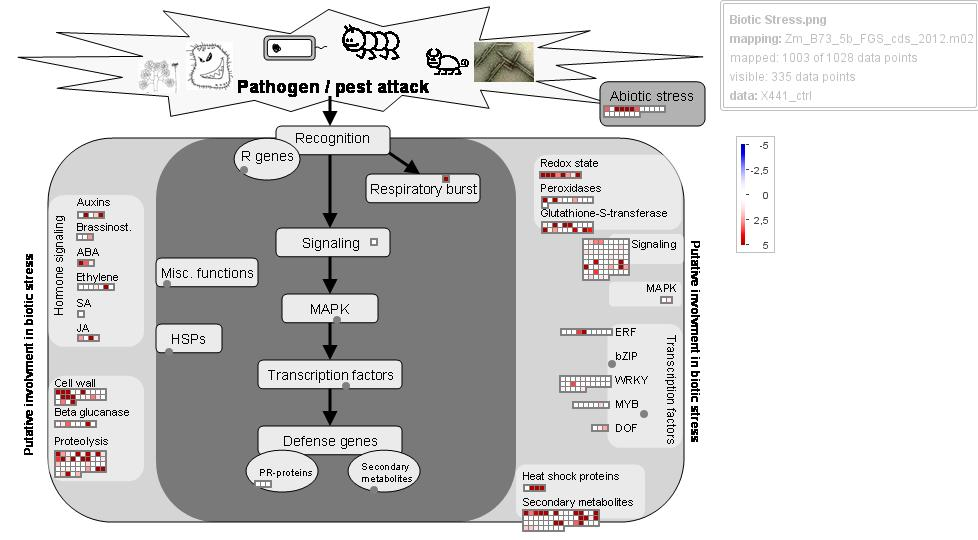 Pathogen / pest attack
Biotic Stress.png
mapping: Zm_B73_5b_FGS_cds_2012.m02
mapped: 1003 of 1028 data points
visible: 335 data points
data: X441_ctrl
Abiotic stress
Recognition
R genes
Respiratory burst
Signaling
Misc. functions
MAPK
HSPs
Transcription factors
Defense genes
PR-proteins
Secondary
metabolites
Putative involvment in biotic stress
Hormone signaling
Auxins
Brassinost.
ABA
Ethylene
SA
JA
Cell wall
Beta glucanase
Proteolysis
Redox state
Peroxidases
Glutathione-S-transferase
Signaling
MAPK
ERF
bZIP
WRKY
MYB
DOF
Transcription factors
Putative involvment in biotic stress
Heat shock proteins
Secondary metabolites
-5
-2,5
0
2,5
5